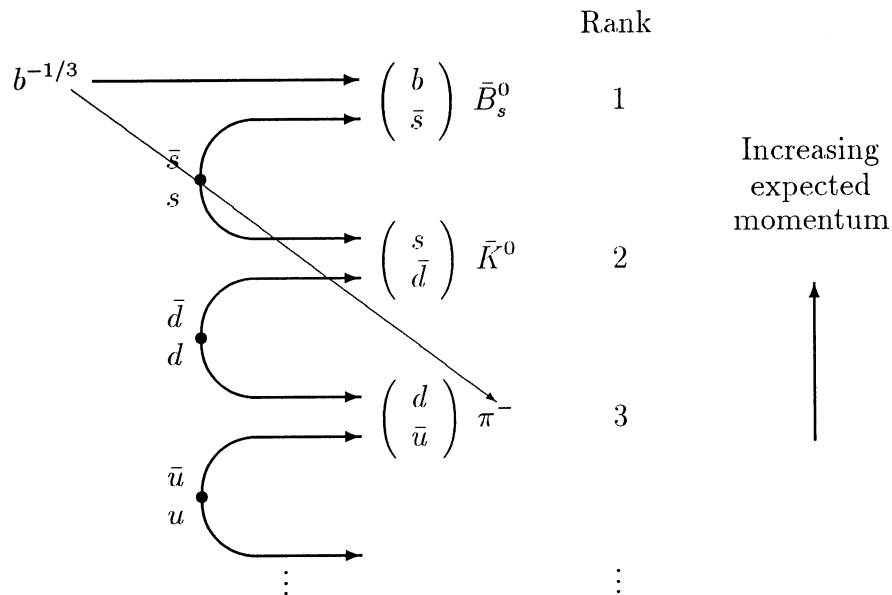 Rank
b^{-1/3}
( b s̄ ) B̄_s^0 1
s̄
s
Increasing
expected
momentum
( s d̄ ) K̄^0 2
d̄
d
( d ū ) π^- 3
ū
u
⋮ ⋮